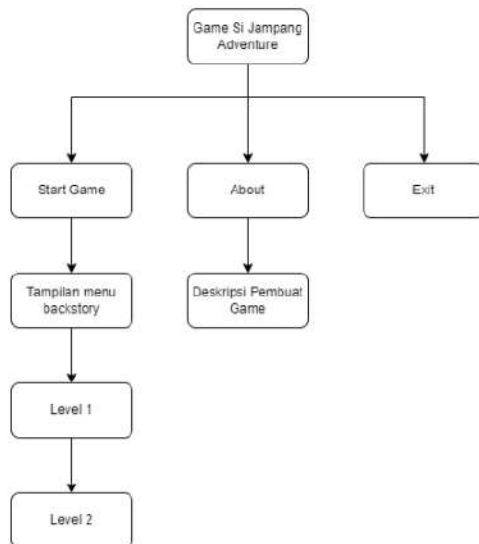 Game Si Jampang
Adventure
Start Game
About
Exit
Tampilan menu
backstory
Deskripsi Pembuat
Game
Level 1
Level 2